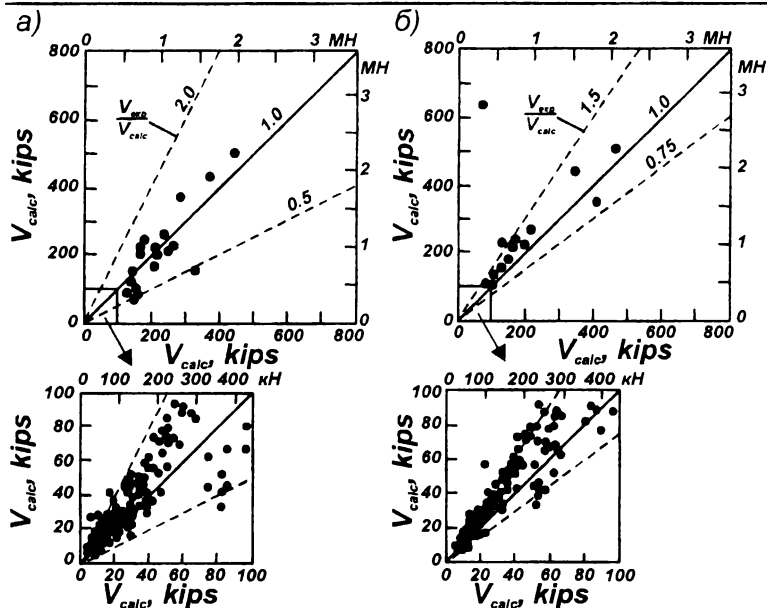 а)
0 1 2 3 МН
800
600
400
200
0
V_calc, kips
V_exp
V_calc
2.0
1.0
0.5
МН
3
2
1
0
0 200 400 600 800
V_calc, kips
0 100 200 300 400 кН
100
80
60
40
20
0
V_calc, kips
0 20 40 60 80 100
V_calc, kips
б)
0 1 2 3 МН
800
600
400
200
0
V_calc, kips
V_exp
V_calc
1.5
1.0
0.75
МН
3
2
1
0
0 200 400 600 800
V_calc, kips
0 100 200 300 400 кН
100
80
60
40
20
0
V_calc, kips
0 20 40 60 80 100
V_calc, kips